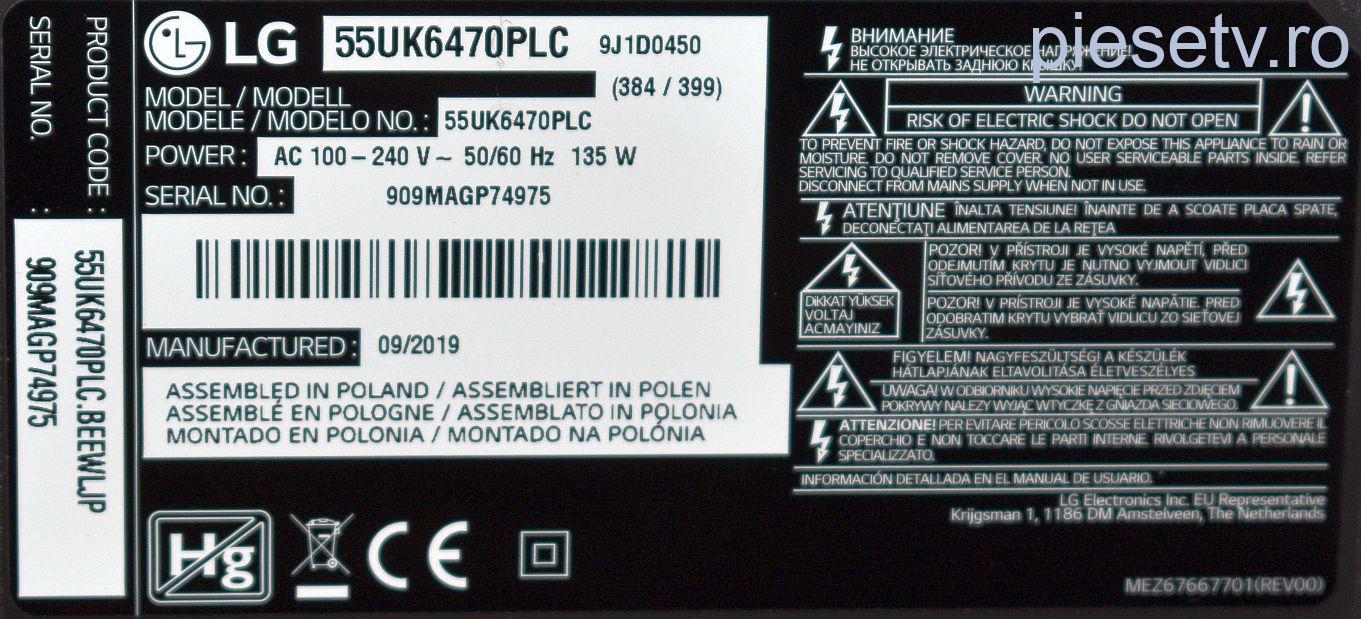 PRODUCT CODE : 55UK6470PLC.BEEWLJP
SERIAL NO. : 909MAGP74975
LG 55UK6470PLC 9J1D0450
(384 / 399)
MODEL / MODELL
MODELE / MODELO NO. : 55UK6470PLC
POWER : AC 100 – 240 V ~ 50/60 Hz 135 W
SERIAL NO. : 909MAGP74975
MANUFACTURED : 09/2019
ASSEMBLED IN POLAND / ASSEMBLIERT IN POLEN
ASSEMBLÉ EN POLOGNE / ASSEMBLATO IN POLONIA
MONTADO EN POLONIA / MONTADO NA POLÓNIA
Hg
CE
piesetv.ro
ВНИМАНИЕ
ВЫСОКОЕ ЭЛЕКТРИЧЕСКОЕ НАПРЯЖЕНИЕ!
НЕ ОТКРЫВАТЬ ЗАДНЮЮ КРЫШКУ!
WARNING
RISK OF ELECTRIC SHOCK DO NOT OPEN
TO PREVENT FIRE OR SHOCK HAZARD, DO NOT EXPOSE THIS APPLIANCE TO RAIN OR
MOISTURE. DO NOT REMOVE COVER. NO USER SERVICEABLE PARTS INSIDE. REFER
SERVICING TO QUALIFIED SERVICE PERSON.
DISCONNECT FROM MAINS SUPPLY WHEN NOT IN USE.
ATENŢIUNE ÎNALTA TENSIUNE! ÎNAINTE DE A SCOATE PLACA SPATE,
DECONECTAŢI ALIMENTAREA DE LA REŢEA
DİKKAT YÜKSEK
VOLTAJ
AÇMAYINIZ
POZOR! V PŘÍSTROJI JE VYSOKÉ NAPĚTÍ, PŘED
ODEJMUTÍM KRYTU JE NUTNO VYJMOUT VIDLICI
SÍŤOVÉHO PŘÍVODU ZE ZÁSUVKY.
POZOR! V PRÍSTROJI JE VYSOKÉ NAPÄTIE. PRED
ODOBRATIM KRYTU VYBRAŤ VIDLICU ZO SIEŤOVEJ
ZÁSUVKY.
FIGYELEM! NAGYFESZÜLTSÉG! A KÉSZÜLÉK
HÁTLAPJÁNAK ELTÁVOLÍTÁSA ÉLETVESZÉLYES
UWAGA! W ODBIORNIKU WYSOKIE NAPIĘCIE PRZED ZDJĘCIEM
POKRYWY NALEŻY WYJĄĆ WTYCZKĘ Z GNIAZDA SIECIOWEGO.
ATTENZIONE! PER EVITARE PERICOLO SCOSSE ELETTRICHE NON RIMUOVERE IL
COPERCHIO E NON TOCCARE LE PARTI INTERNE. RIVOLGETEVI A PERSONALE
SPECIALIZZATO.
INFORMACIÓN DETALLADA EN EL MANUAL DE USUARIO.
LG Electronics Inc. EU Representative
Krijgsman 1, 1186 DM Amstelveen, The Netherlands
MEZ67667701(REV00)